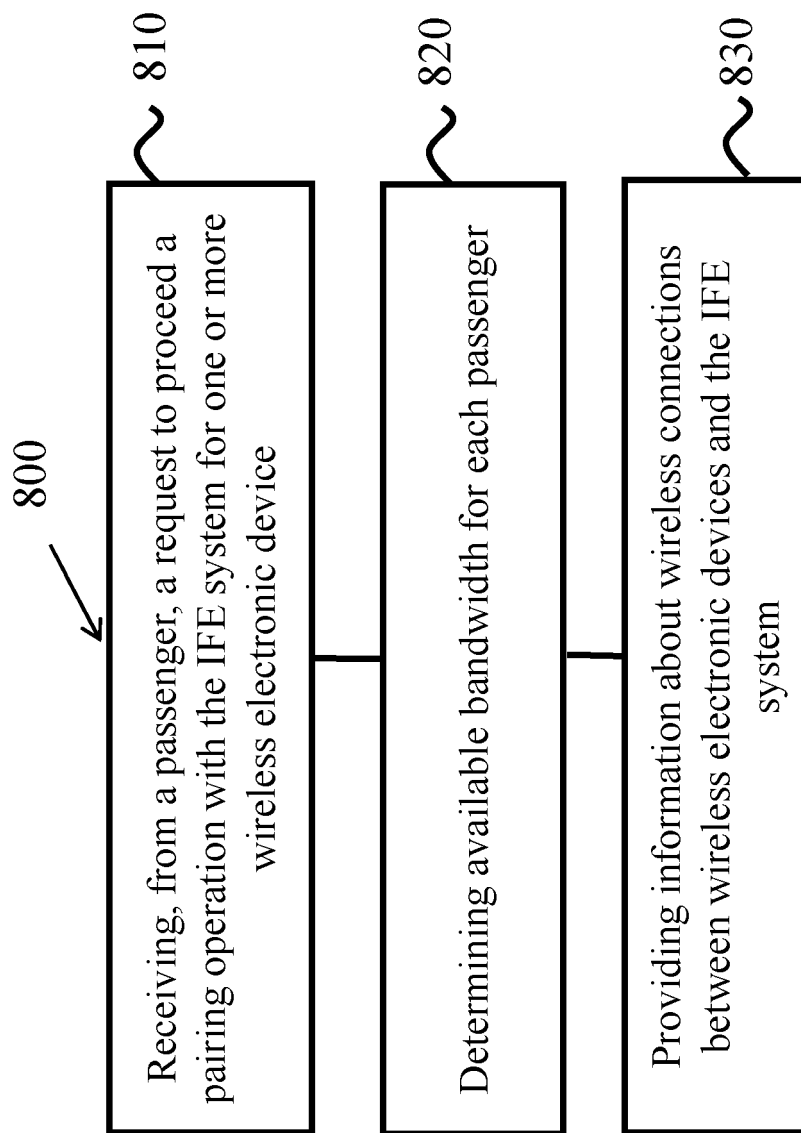 800
Receiving, from a passenger, a request to proceed a
pairing operation with the IFE system for one or more
wireless electronic device
810
Determining available bandwidth for each passenger
820
Providing information about wireless connections
between wireless electronic devices and the IFE
system
830